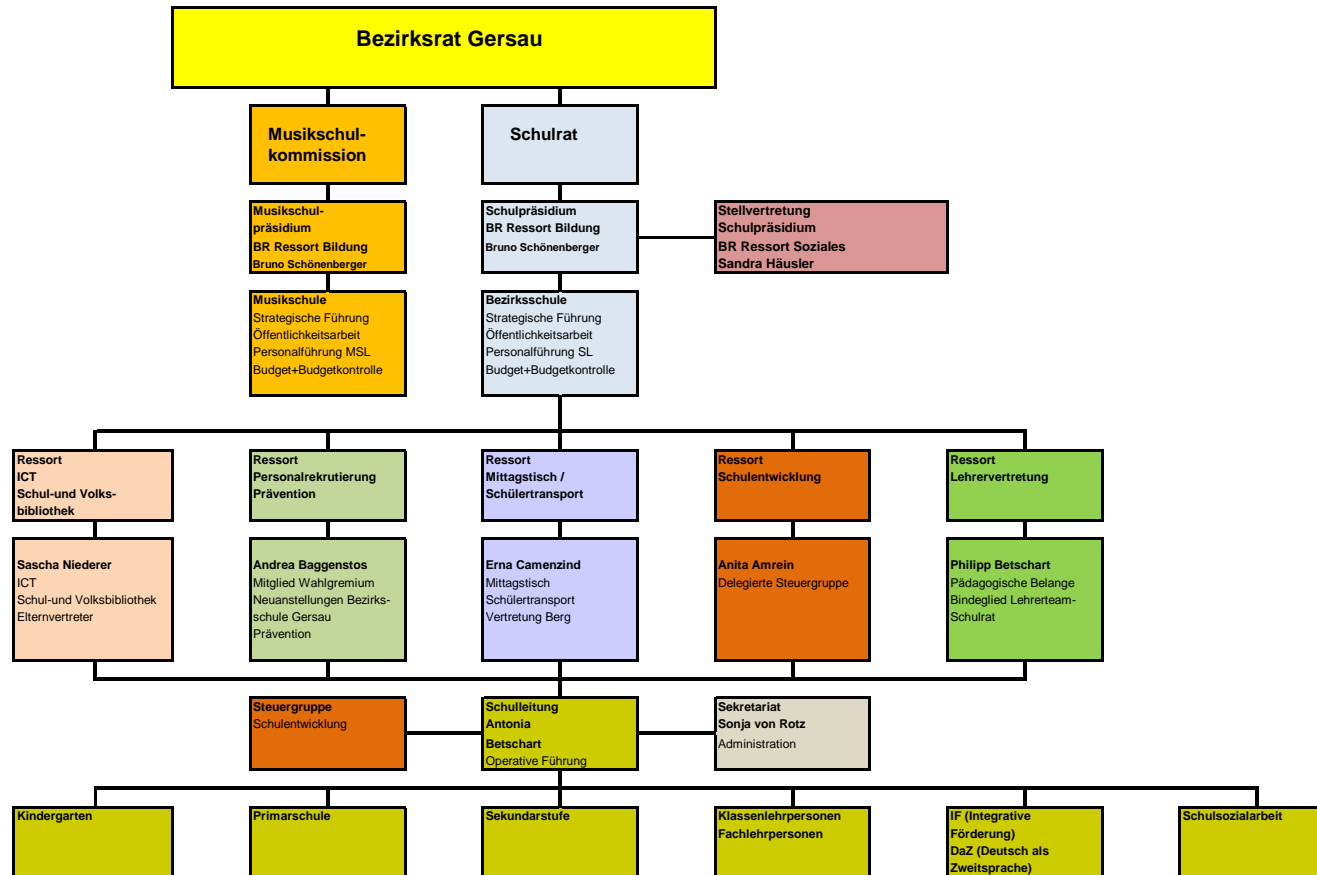 Bezirksrat Gersau
Musikschul-
kommission
Schulrat
Musikschul-
präsidium
BR Ressort Bildung
Bruno Schönenberger
Schulpräsidium
BR Ressort Bildung
Bruno Schönenberger
Stellvertretung
Schulpräsidium
BR Ressort Soziales
Sandra Häusler
Musikschule
Strategische Führung
Öffentlichkeitsarbeit
Personalführung MSL
Budget+Budgetkontrolle
Bezirksschule
Strategische Führung
Öffentlichkeitsarbeit
Personalführung SL
Budget+Budgetkontrolle
Ressort
ICT
Schul-und Volks-
bibliothek
Ressort
Personalrekrutierung
Prävention
Ressort
Mittagstisch /
Schülertransport
Ressort
Schulentwicklung
Ressort
Lehrervertretung
Sascha Niederer
ICT
Schul-und Volksbibliothek
Elternvertreter
Andrea Baggenstos
Mitglied Wahlgremium
Neuanstellungen Bezirks-
schule Gersau
Prävention
Erna Camenzind
Mittagstisch
Schülertransport
Vertretung Berg
Anita Amrein
Delegierte Steuergruppe
Philipp Betschart
Pädagogische Belange
Bindeglied Lehrerteam-
Schulrat
Steuergruppe
Schulentwicklung
Schulleitung
Antonia
Betschart
Operative Führung
Sekretariat
Sonja von Rotz
Administration
Kindergarten
Primarschule
Sekundarstufe
Klassenlehrpersonen
Fachlehrpersonen
IF (Integrative
Förderung)
DaZ (Deutsch als
Zweitsprache)
Schulsozialarbeit